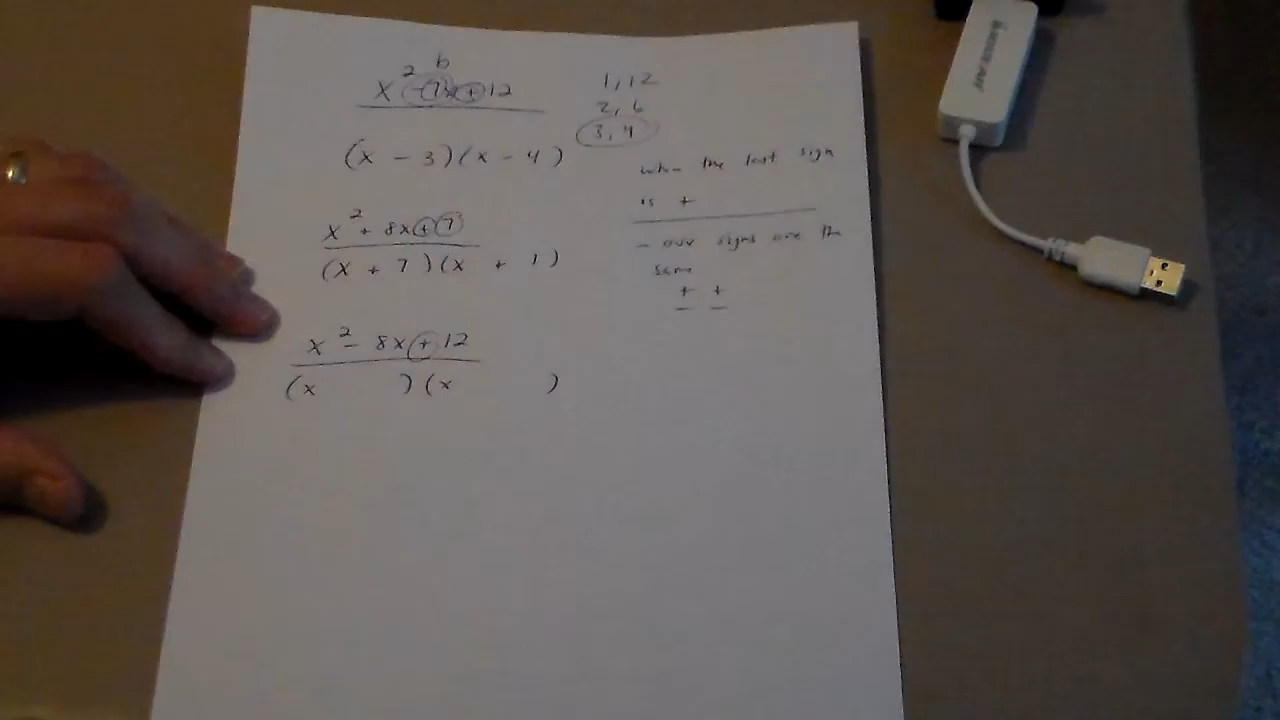 b
x² - 7x + 12
(x - 3)(x - 4)
1, 12
2, 6
3, 4
x² + 8x + 7
(x + 7)(x + 1)
x² - 8x + 12
(x )(x )
when the last sign
is +
- our signs are the
same
+ +
- -